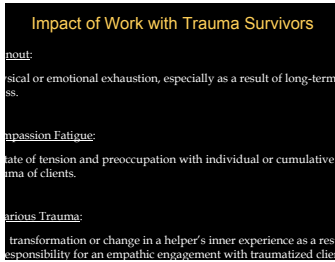 Impact of Work with Trauma Survivors
nout:
sical or emotional exhaustion, especially as a result of long-term
ss.
mpassion Fatigue:
tate of tension and preoccupation with individual or cumulative
uma of clients.
arious Trauma:
transformation or change in a helper's inner experience as a res
esponsibility for an empathic engagement with traumatized clie